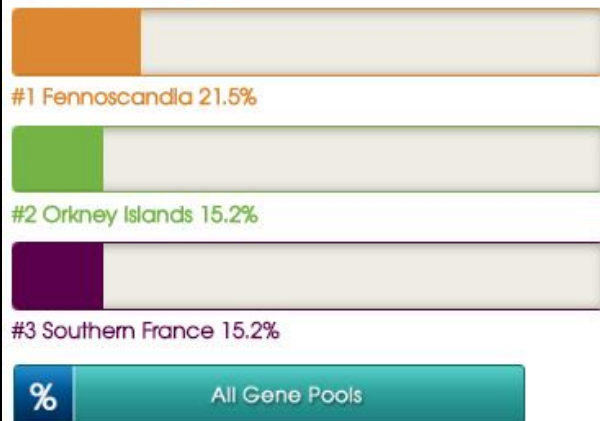 #1 Fennoscandia 21.5%
#2 Orkney Islands 15.2%
#3 Southern France 15.2%
% All Gene Pools